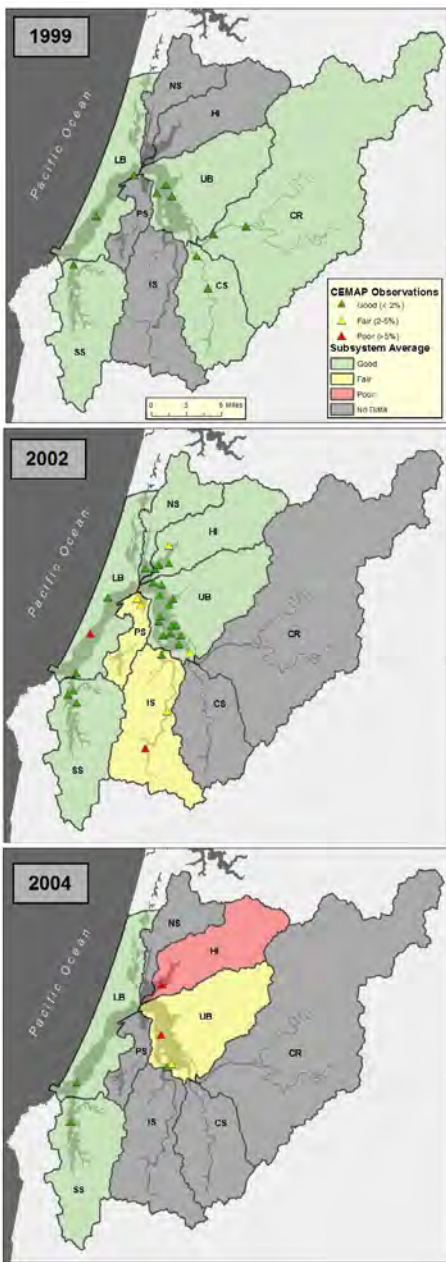 1999
NS
HI
LB
UB
Pacific Ocean
PS
CR
IS
CS
SS
CEMAP Observations
Good (< 2%)
Fair (2-5%)
Poor (>5%)
Subsystem Average
Good
Fair
Poor
No Data
0
6 Miles
2002
NS
HI
LB
UB
Pacific Ocean
PS
CR
IS
CS
SS
2004
NS
HI
LB
UB
Pacific Ocean
PS
CR
IS
CS
SS